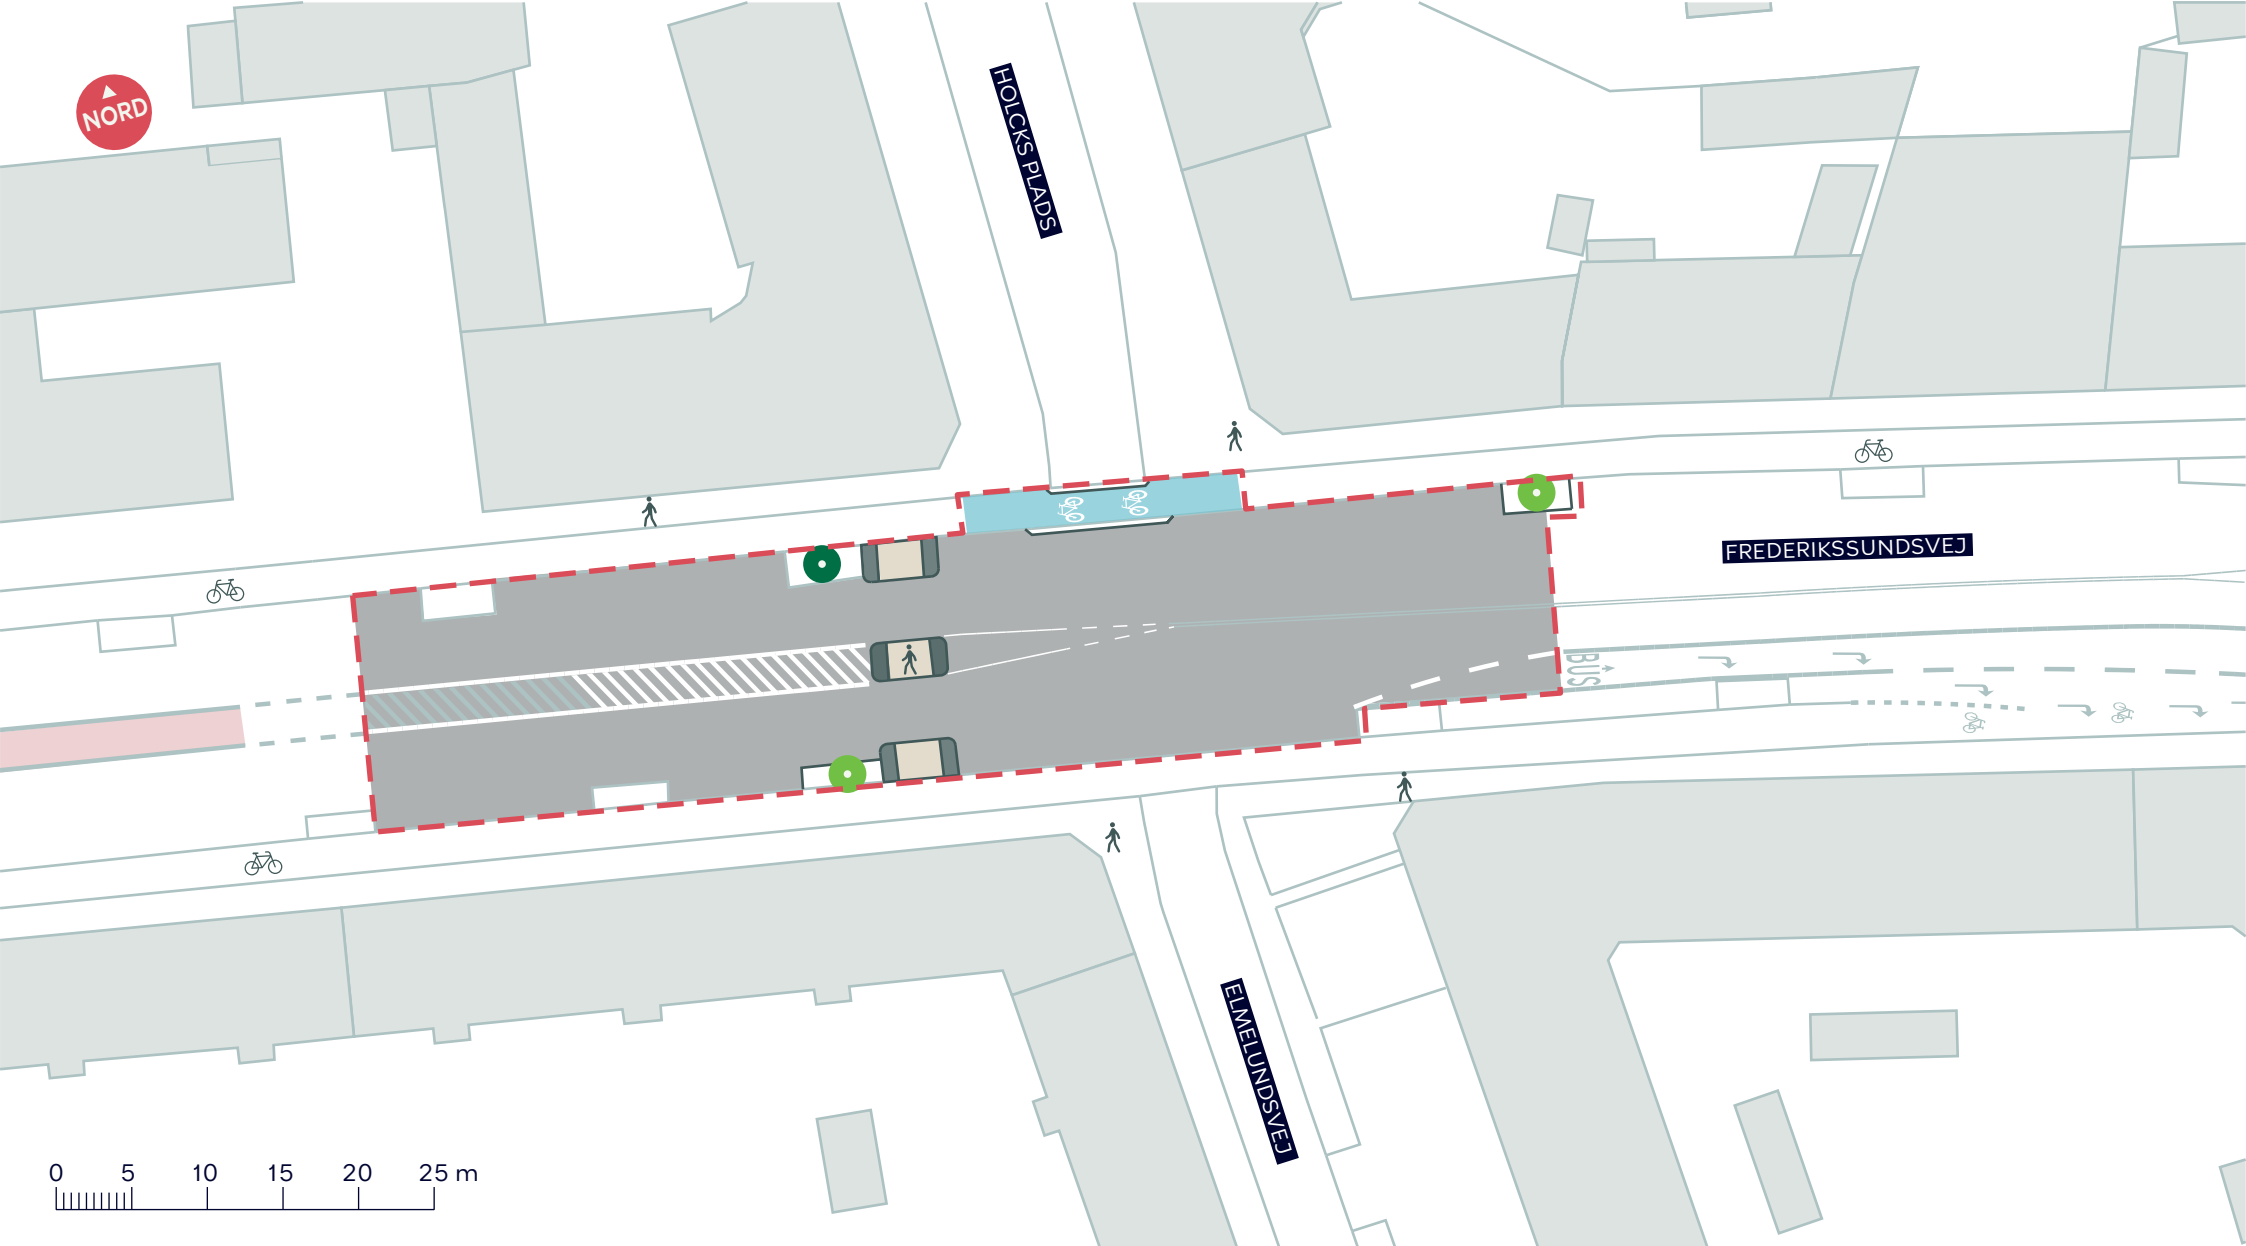 NORD
HOLCKS PLADS
FREDERIKSSUNDSVEJ
BUS
ELMELUNDSVEJ
0 5 10 15 20 25 m